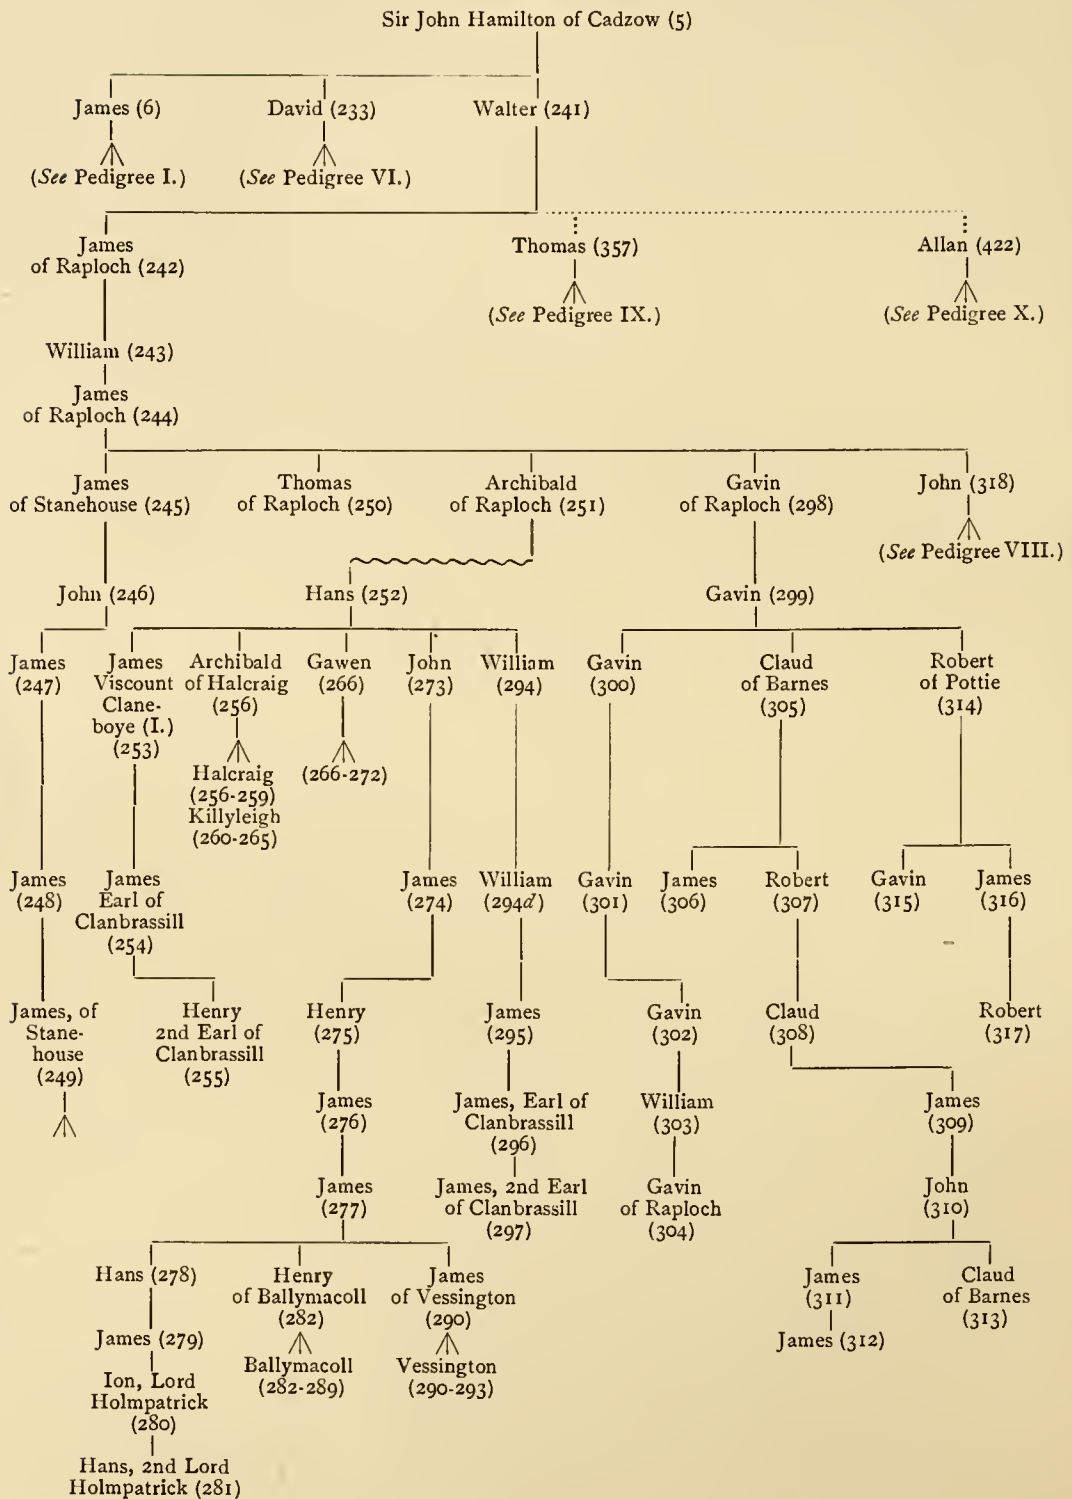 Sir John Hamilton of Cadzow (5)
James (6)
David (233)
Walter (241)
(See Pedigree I.)
(See Pedigree VI.)
James
of Raploch (242)
Thomas (357)
Allan (422)
(See Pedigree IX.)
(See Pedigree X.)
William (243)
James
of Raploch (244)
James
of Stanehouse (245)
Thomas
of Raploch (250)
Archibald
of Raploch (251)
Gavin
of Raploch (298)
John (318)
(See Pedigree VIII.)
John (246)
Hans (252)
Gavin (299)
James
(247)
James
Viscount
Clane-
boye (I.)
(253)
Archibald
of Halcraig
(256)
Halcraig
(256-259)
Killyleigh
(260-265)
Gawen
(266)
(266-272)
John
(273)
William
(294)
Gavin
(300)
Claud
of Barnes
(305)
Robert
of Pottie
(314)
James
(248)
James
Earl of
Clanbrassill
(254)
James
(274)
William
(294d)
Gavin
(301)
James
(306)
Robert
(307)
Gavin
(315)
James
(316)
James, of
Stane-
house
(249)
Henry
2nd Earl of
Clanbrassill
(255)
Henry
(275)
James
(295)
Gavin
(302)
Claud
(308)
Robert
(317)
James
(276)
James, Earl of
Clanbrassill
(296)
William
(303)
James
(309)
James
(277)
James, 2nd Earl
of Clanbrassill
(297)
Gavin
of Raploch
(304)
John
(310)
Hans (278)
Henry
of Ballymacoll
(282)
Ballymacoll
(282-289)
James
of Vessington
(290)
Vessington
(290-293)
James
(311)
Claud
of Barnes
(313)
James (312)
James (279)
Ion, Lord
Holmpatrick
(280)
Hans, 2nd Lord
Holmpatrick (281)